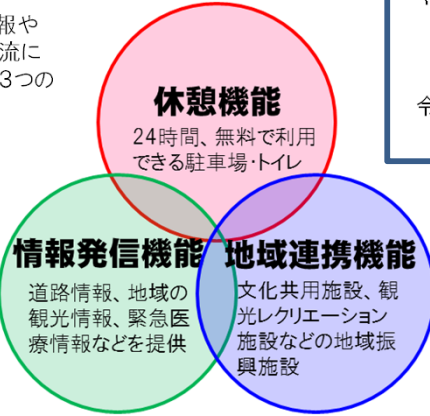 報や
流に
3つの
休憩機能
24時間、無料で利用
できる駐車場・トイレ
令
情報発信機能
道路情報、地域の
観光情報、緊急医
療情報などを提供
地域連携機能
文化共用施設、観
光レクリエーション
施設などの地域振
興施設